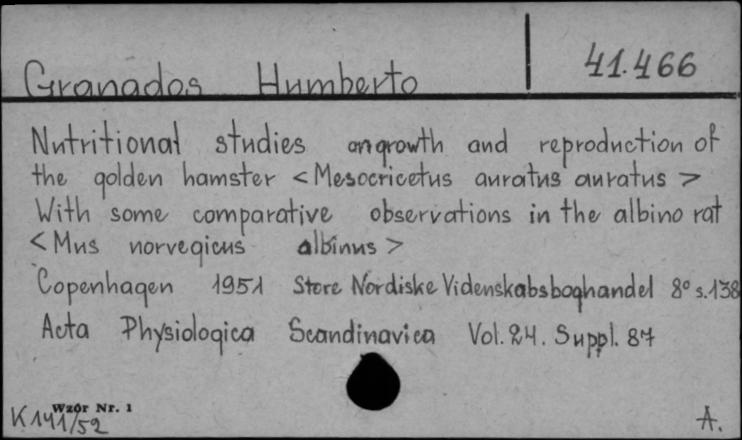 Granados Humberto 41.466
Nutritional studies on growth and reproduction of
the golden hamster <Mesocricetus auratus auratus>
With some comparative observations in the albino rat
<Mus norvegicus albinus>
Copenhagen 1951 Store Nordiske Videnskabsboghandel 8° s.138
Acta Physiologica Scandinavica Vol. 24. Suppl. 87
Wzór Nr. 1
K 141/52 A.